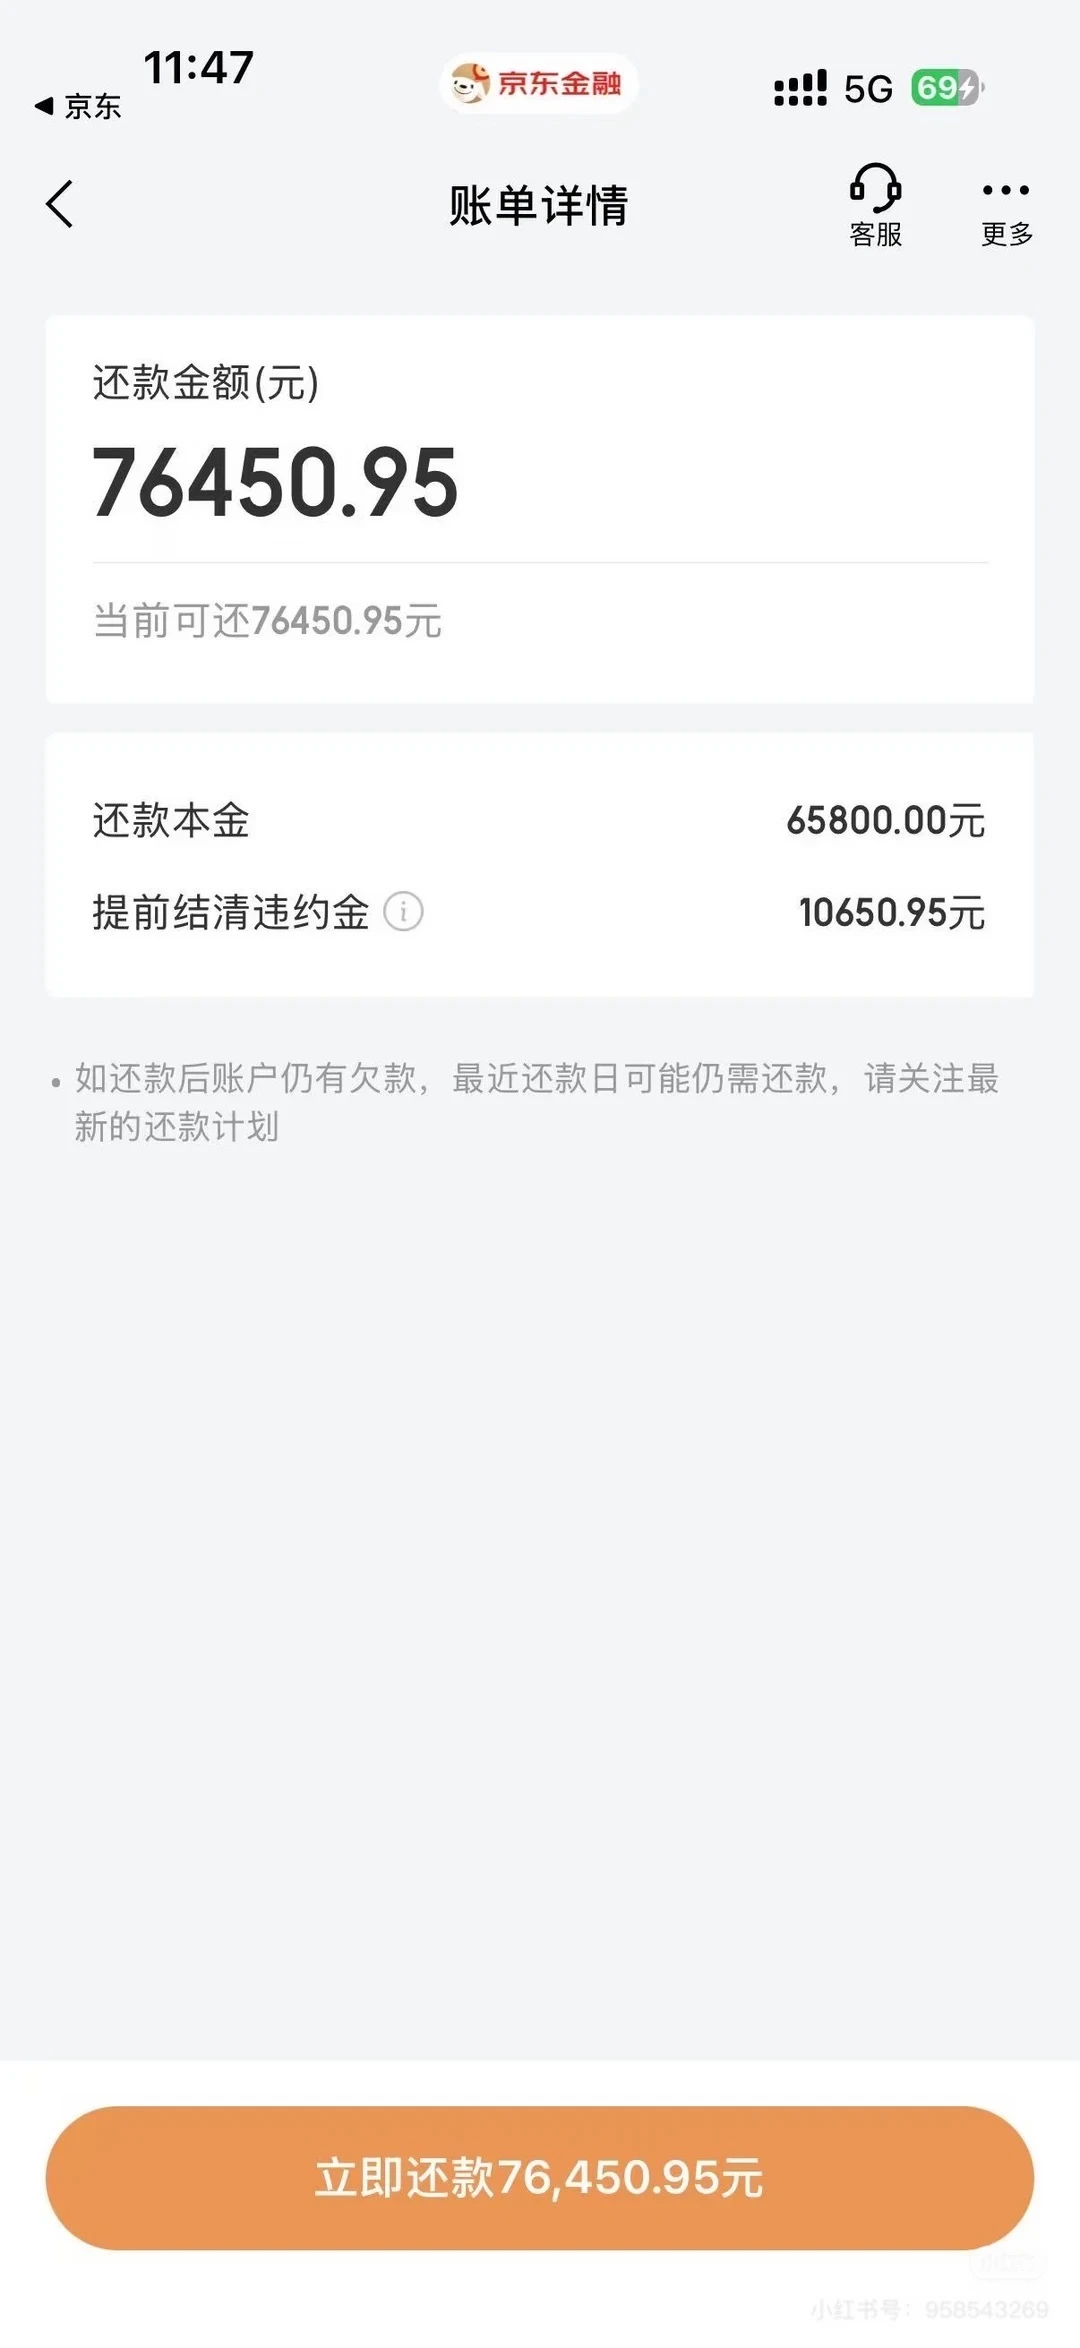 11:47
京东金融
5G
69
京东
账单详情
客服
更多
还款金额(元)
76450.95
当前可还76450.95元
还款本金
65800.00元
提前结清违约金
10650.95元
如还款后账户仍有欠款，最近还款日可能仍需还款，请关注最
新的还款计划
立即还款76,450.95元
小红书号：958543269